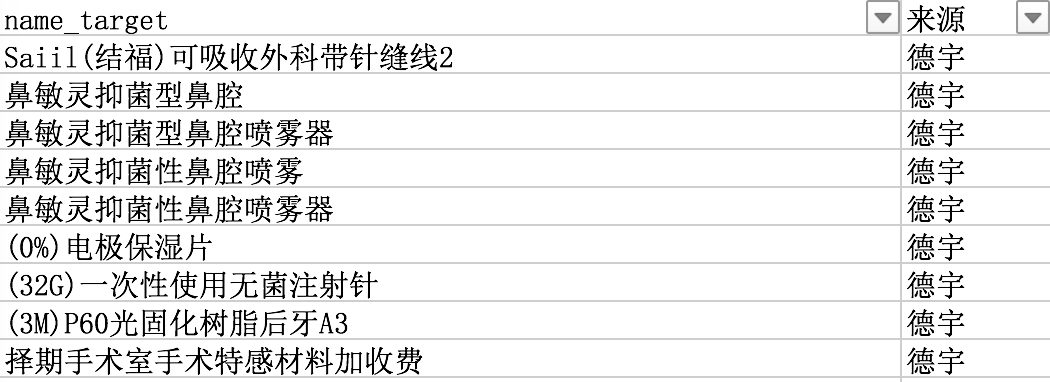 name_target 来源
Saiil(结福)可吸收外科带针缝线2 德宇
鼻敏灵抑菌型鼻腔 德宇
鼻敏灵抑菌型鼻腔喷雾器 德宇
鼻敏灵抑菌性鼻腔喷雾 德宇
鼻敏灵抑菌性鼻腔喷雾器 德宇
(0%)电极保湿片 德宇
(32G)一次性使用无菌注射针 德宇
(3M)P60光固化树脂后牙A3 德宇
择期手术室手术特感材料加收费 德宇